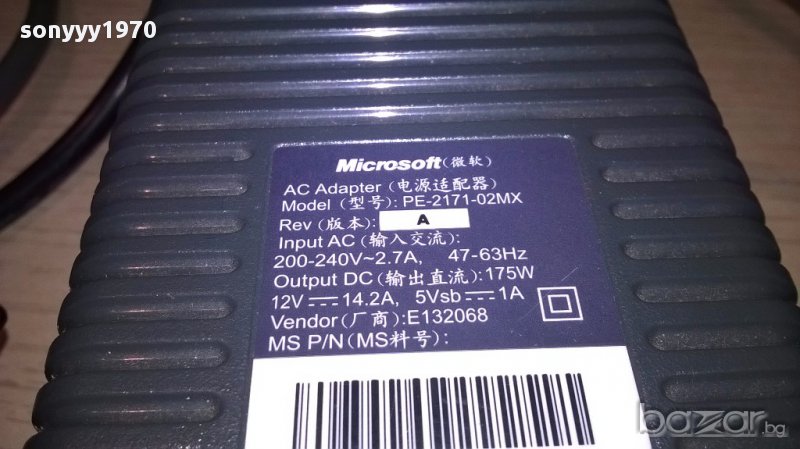 sonyyy1970
Microsoft(微软)
AC Adapter (电源适配器)
Model (型号): PE-2171-02MX
Rev (版本): A
Input AC (输入交流):
200-240V~2.7A, 47-63Hz
Output DC (输出直流):175W
12V⎓14.2A, 5Vsb⎓1A
Vendor(厂商):E132068
MS P/N(MS料号):
bazar.bg